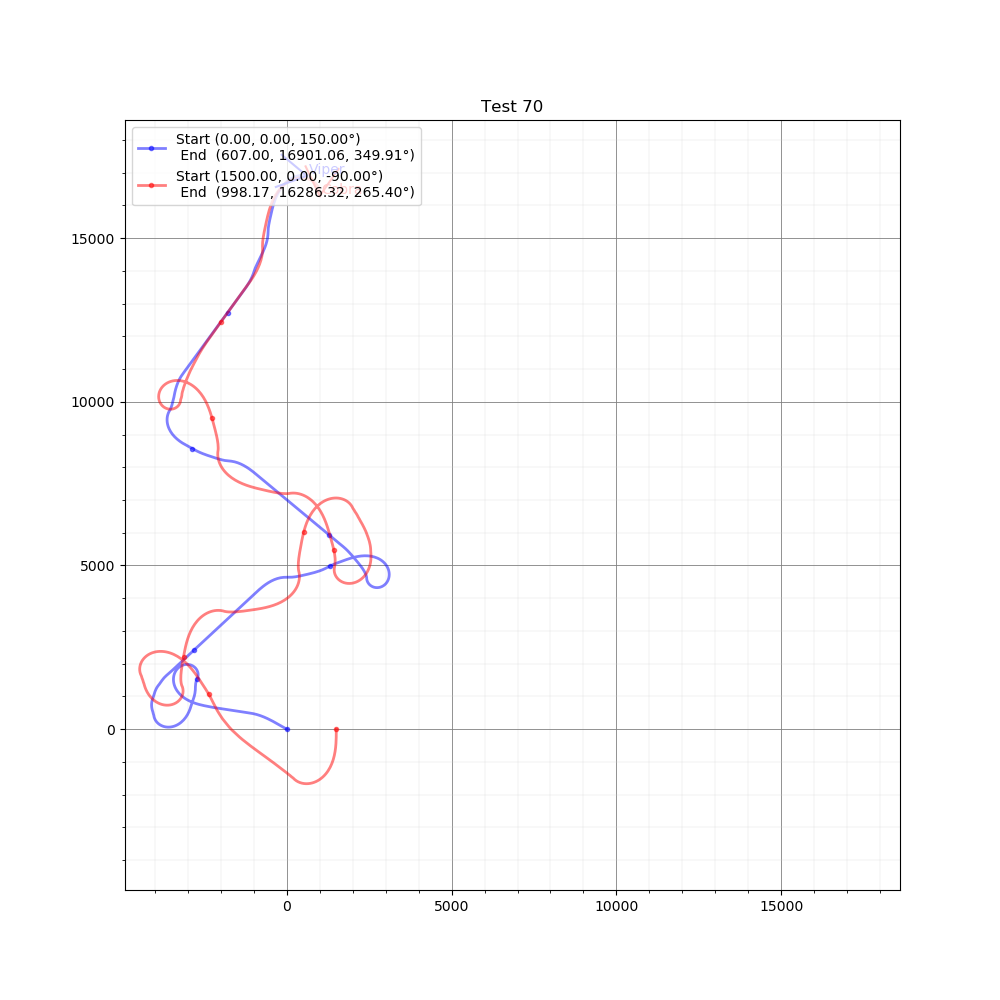 Test 70
Start (0.00, 0.00, 150.00°)
End (607.00, 16901.06, 349.91°)
Viper
Start (1500.00, 0.00, -90.00°)
End (998.17, 16286.32, 265.40°)
15000
10000
5000
0
0
5000
10000
15000